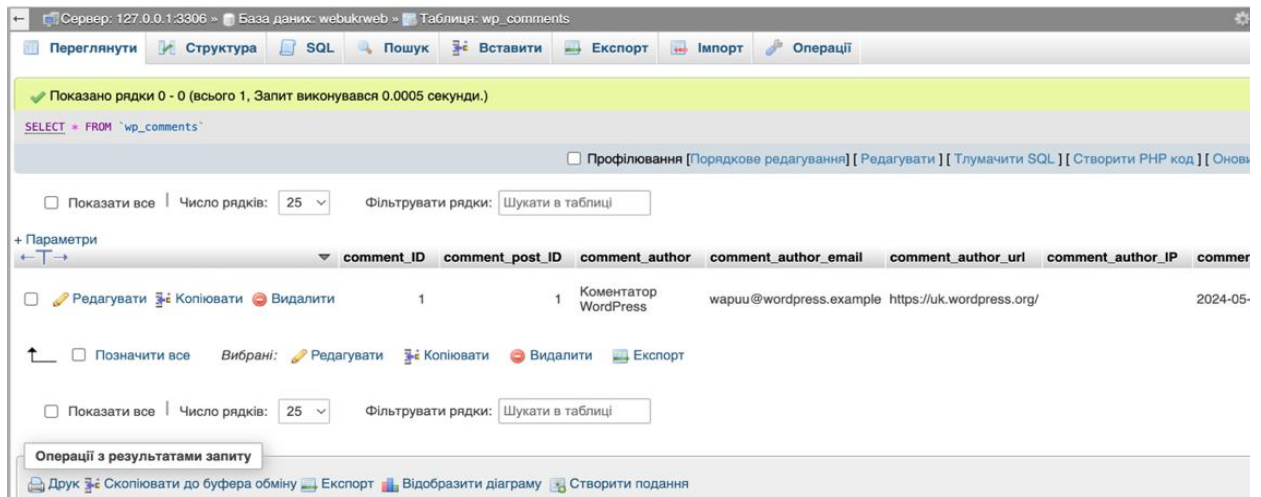 Сервер: 127.0.0.1:3306 » База даних: webukrweb » Таблиця: wp_comments
Переглянути Структура SQL Пошук Вставити Експорт Імпорт Операції
Показано рядки 0 - 0 (всього 1, Запит виконувався 0.0005 секунди.)
SELECT * FROM `wp_comments`
Профілювання [Порядкове редагування] [ Редагувати ] [ Тлумачити SQL ] [ Створити PHP код ] [ Онови
Показати все Число рядків: 25 Фільтрувати рядки: Шукати в таблиці
+ Параметри
←T→ comment_ID comment_post_ID comment_author comment_author_email comment_author_url comment_author_IP commen
Редагувати Копіювати Видалити 1 1 Коментатор WordPress wapuu@wordpress.example https://uk.wordpress.org/ 2024-05-
Позначити все Вибрані: Редагувати Копіювати Видалити Експорт
Показати все Число рядків: 25 Фільтрувати рядки: Шукати в таблиці
Операції з результатами запиту
Друк Скопіювати до буфера обміну Експорт Відобразити діаграму Створити подання